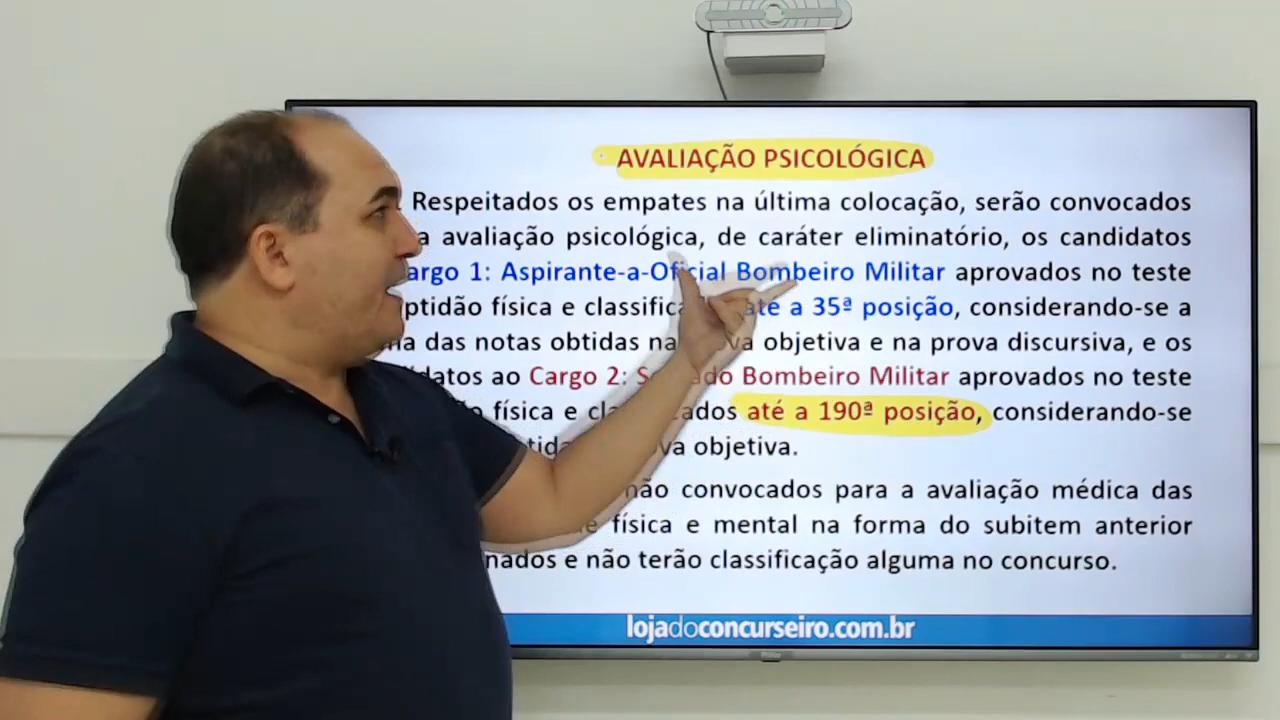 AVALIAÇÃO PSICOLÓGICA
Respeitados os empates na última colocação, serão convocados
a avaliação psicológica, de caráter eliminatório, os candidatos
argo 1: Aspirante-a-Oficial Bombeiro Militar aprovados no teste
ptidão física e classifica até a 35ª posição, considerando-se a
a das notas obtidas na va objetiva e na prova discursiva, e os
datos ao Cargo 2: S dado Bombeiro Militar aprovados no teste
física e cla cados até a 190ª posição, considerando-se
tida va objetiva.
não convocados para a avaliação médica das
e física e mental na forma do subitem anterior
nados e não terão classificação alguma no concurso.
lojadoconcurseiro.com.br